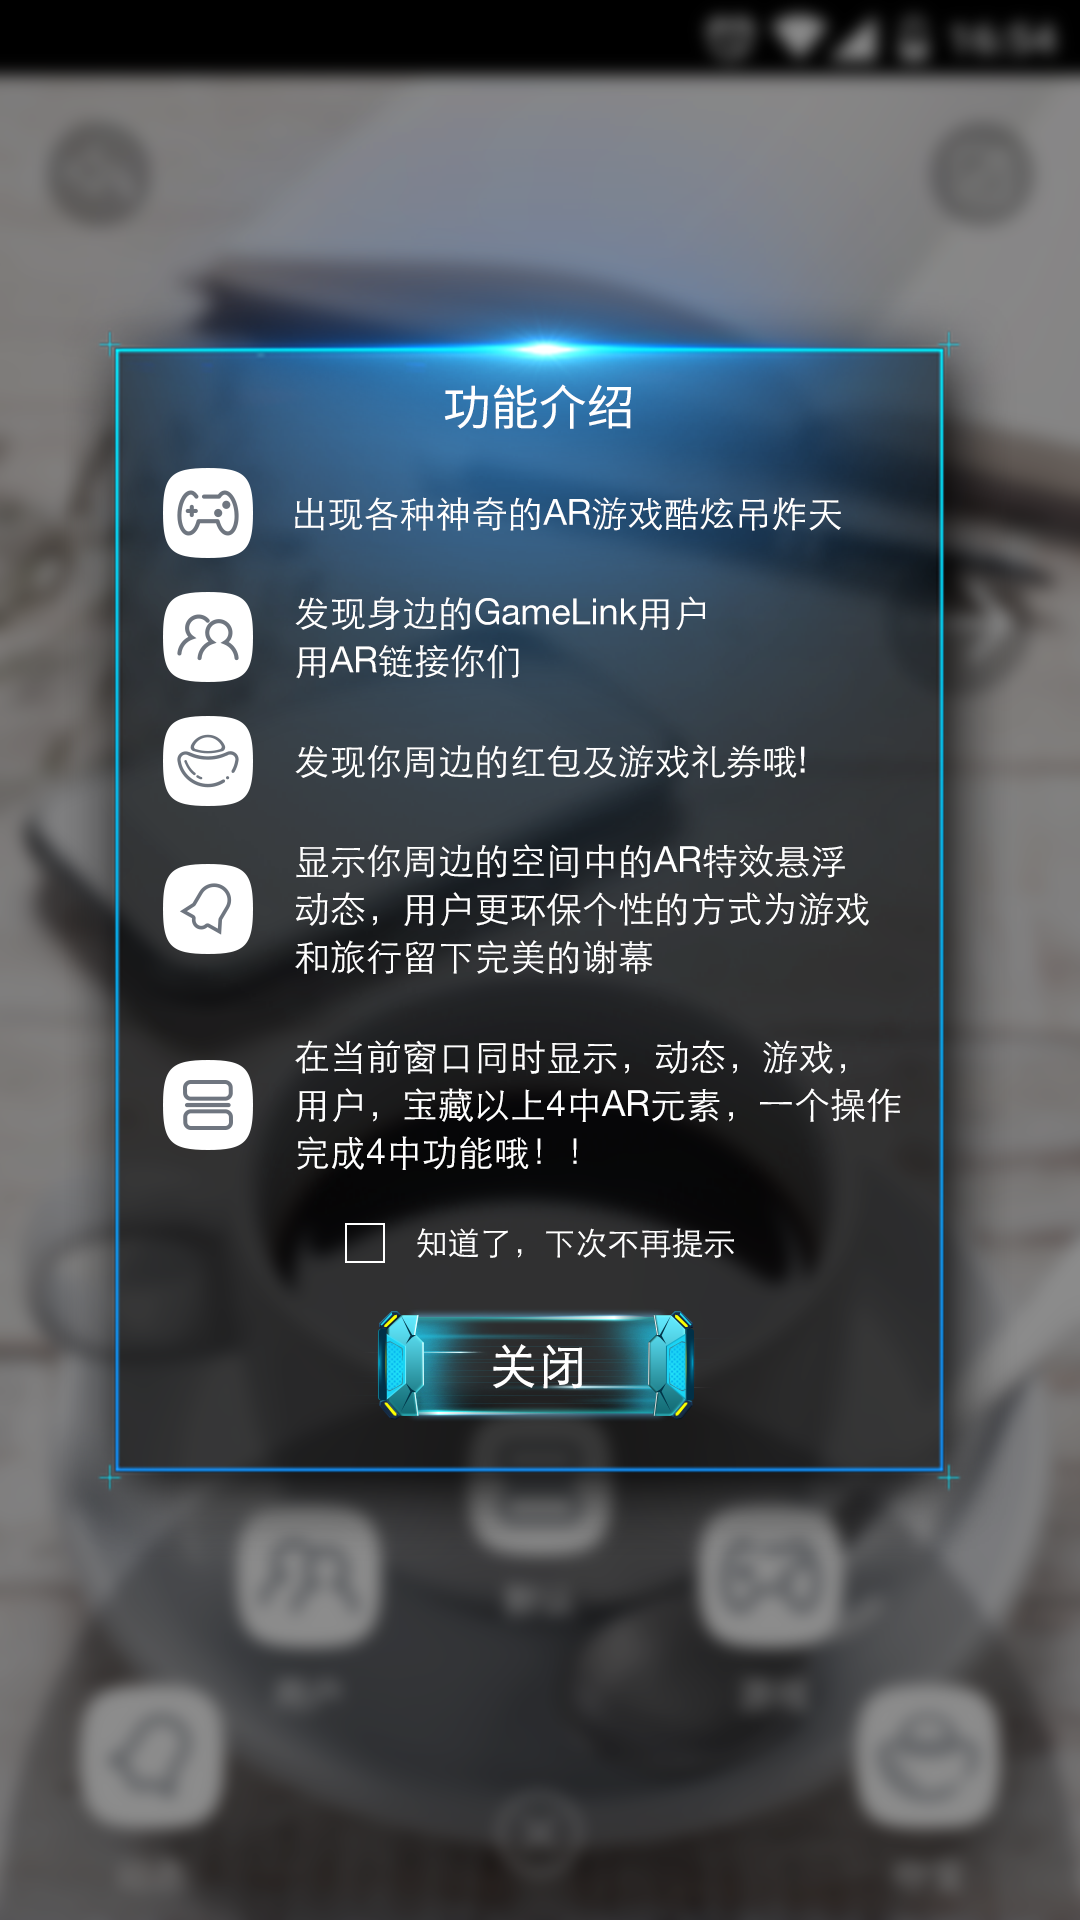 功能介绍
出现各种神奇的AR游戏酷炫吊炸天
发现身边的GameLink用户
用AR链接你们
发现你周边的红包及游戏礼券哦!
显示你周边的空间中的AR特效悬浮
动态，用户更环保个性的方式为游戏
和旅行留下完美的谢幕
在当前窗口同时显示，动态，游戏，
用户，宝藏以上4中AR元素，一个操作
完成4中功能哦！！
知道了，下次不再提示
关闭